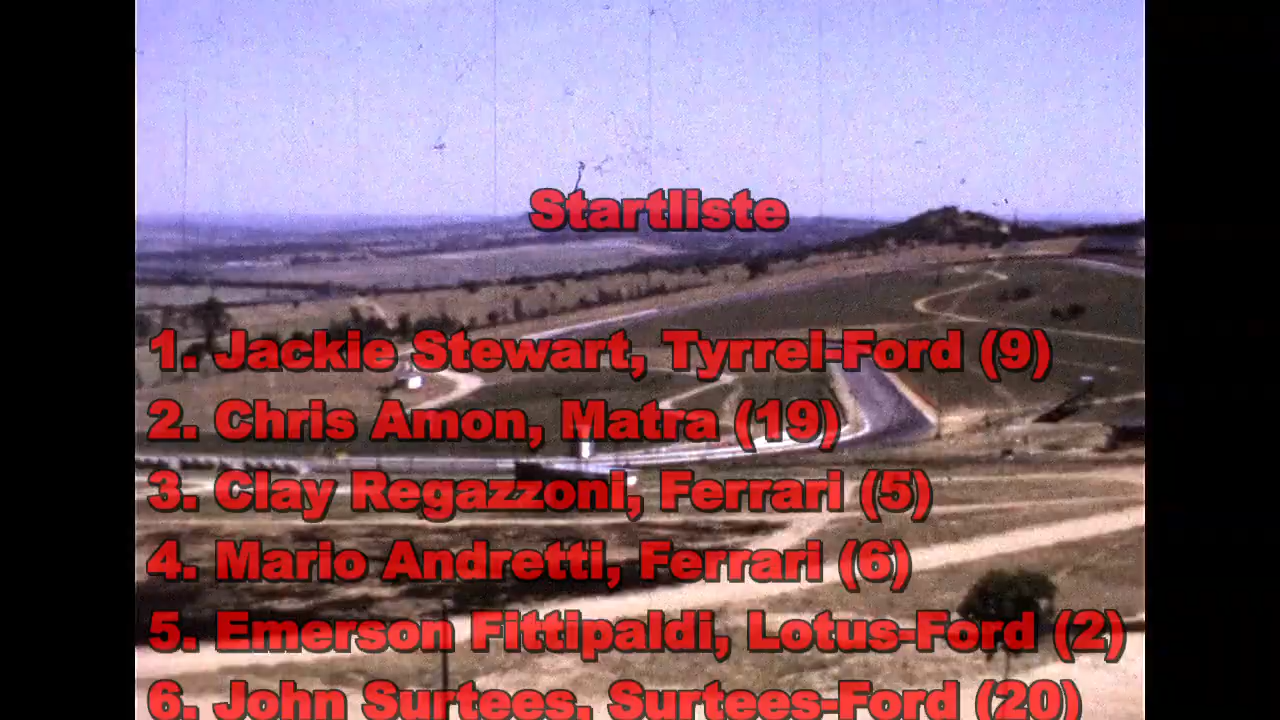 Startliste
1. Jackie Stewart, Tyrrel-Ford (9)
2. Chris Amon, Matra (19)
3. Clay Regazzoni, Ferrari (5)
4. Mario Andretti, Ferrari (6)
5. Emerson Fittipaldi, Lotus-Ford (2)
6. John Surtees, Surtees-Ford (20)